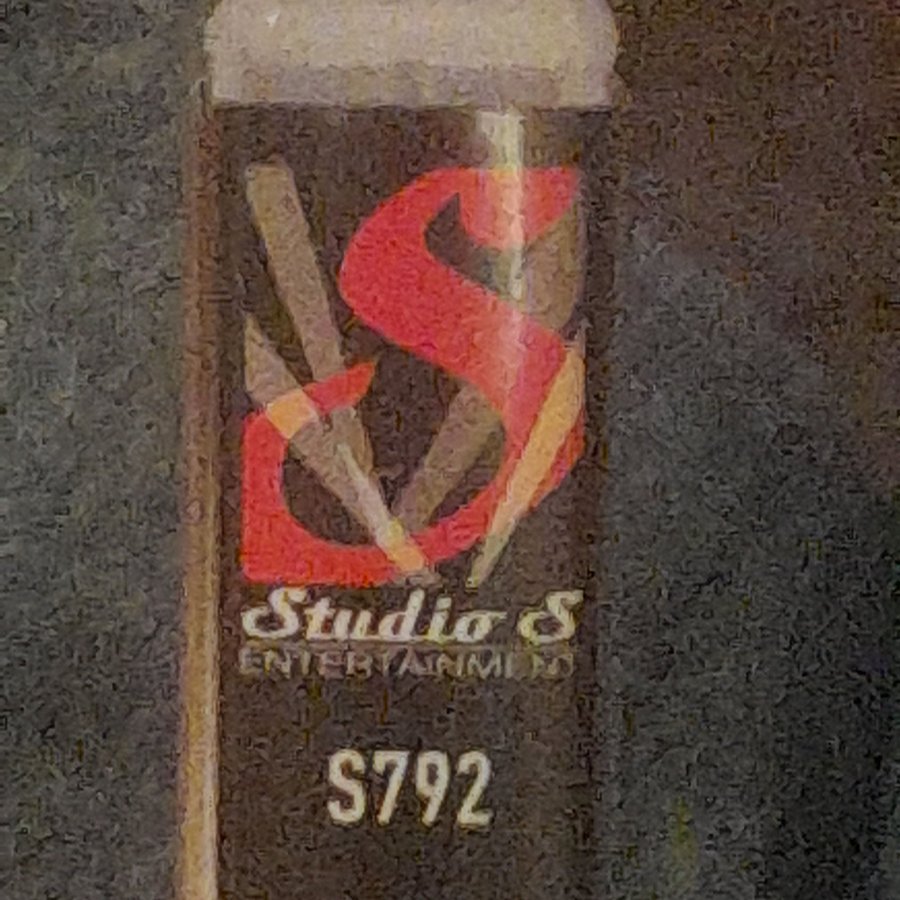 S
Studio S
ENTERTAINMENT
S792